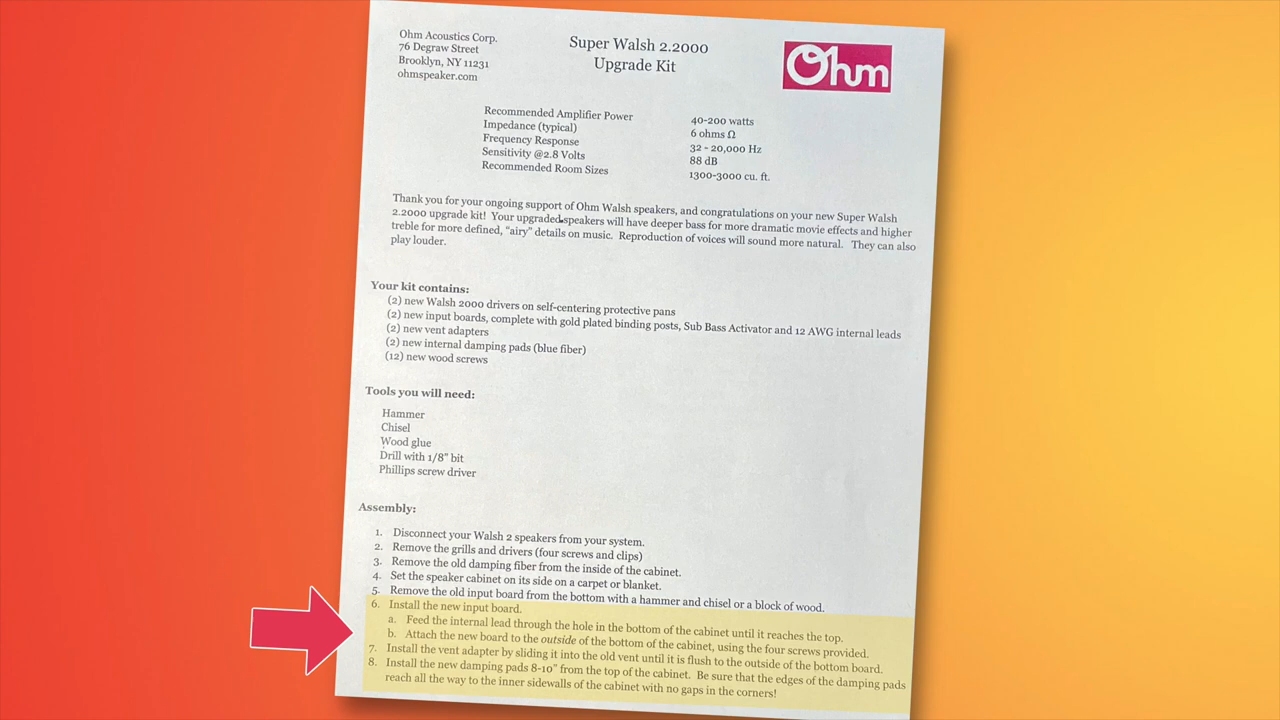 Ohm Acoustics Corp.
76 Degraw Street
Brooklyn, NY 11231
ohmspeaker.com
Super Walsh 2.2000
Upgrade Kit
Ohm
Recommended Amplifier Power 40-200 watts
Impedance (typical) 6 ohms Ω
Frequency Response 32 - 20,000 Hz
Sensitivity @2.8 Volts 88 dB
Recommended Room Sizes 1300-3000 cu. ft.
Thank you for your ongoing support of Ohm Walsh speakers, and congratulations on your new Super Walsh
2.2000 upgrade kit! Your upgraded speakers will have deeper bass for more dramatic movie effects and higher
treble for more defined, "airy" details on music. Reproduction of voices will sound more natural. They can also
play louder.
Your kit contains:
(2) new Walsh 2000 drivers on self-centering protective pans
(2) new input boards, complete with gold plated binding posts, Sub Bass Activator and 12 AWG internal leads
(2) new vent adapters
(2) new internal damping pads (blue fiber)
(12) new wood screws
Tools you will need:
Hammer
Chisel
Wood glue
Drill with 1/8" bit
Phillips screw driver
Assembly:
1. Disconnect your Walsh 2 speakers from your system.
2. Remove the grills and drivers (four screws and clips)
3. Remove the old damping fiber from the inside of the cabinet.
4. Set the speaker cabinet on its side on a carpet or blanket.
5. Remove the old input board from the bottom with a hammer and chisel or a block of wood.
6. Install the new input board.
a. Feed the internal lead through the hole in the bottom of the cabinet until it reaches the top.
b. Attach the new board to the outside of the bottom of the cabinet, using the four screws provided.
7. Install the vent adapter by sliding it into the old vent until it is flush to the outside of the bottom board.
8. Install the new damping pads 8-10" from the top of the cabinet. Be sure that the edges of the damping pads
reach all the way to the inner sidewalls of the cabinet with no gaps in the corners!